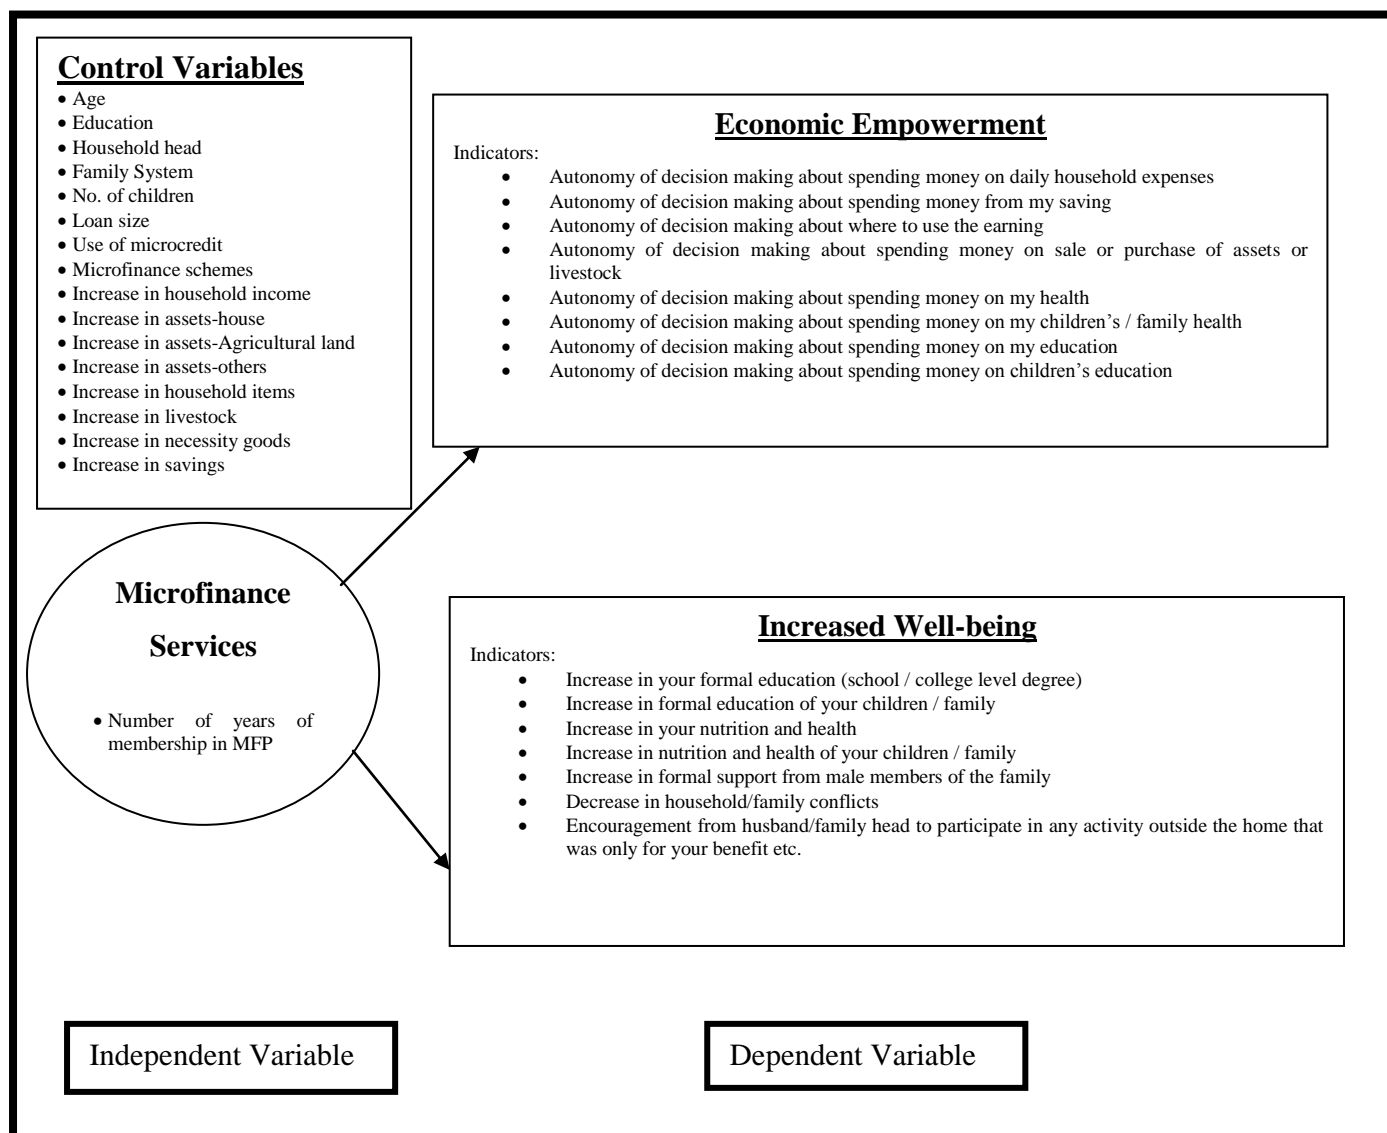 Control Variables
• Age
• Education
• Household head
• Family System
• No. of children
• Loan size
• Use of microcredit
• Microfinance schemes
• Increase in household income
• Increase in assets-house
• Increase in assets-Agricultural land
• Increase in assets-others
• Increase in household items
• Increase in livestock
• Increase in necessity goods
• Increase in savings
Economic Empowerment
Indicators:
• Autonomy of decision making about spending money on daily household expenses
• Autonomy of decision making about spending money from my saving
• Autonomy of decision making about where to use the earning
• Autonomy of decision making about spending money on sale or purchase of assets or
livestock
• Autonomy of decision making about spending money on my health
• Autonomy of decision making about spending money on my children’s / family health
• Autonomy of decision making about spending money on my education
• Autonomy of decision making about spending money on children’s education
Microfinance
Services
• Number of years of
membership in MFP
Increased Well-being
Indicators:
• Increase in your formal education (school / college level degree)
• Increase in formal education of your children / family
• Increase in your nutrition and health
• Increase in nutrition and health of your children / family
• Increase in formal support from male members of the family
• Decrease in household/family conflicts
• Encouragement from husband/family head to participate in any activity outside the home that
was only for your benefit etc.
Independent Variable
Dependent Variable